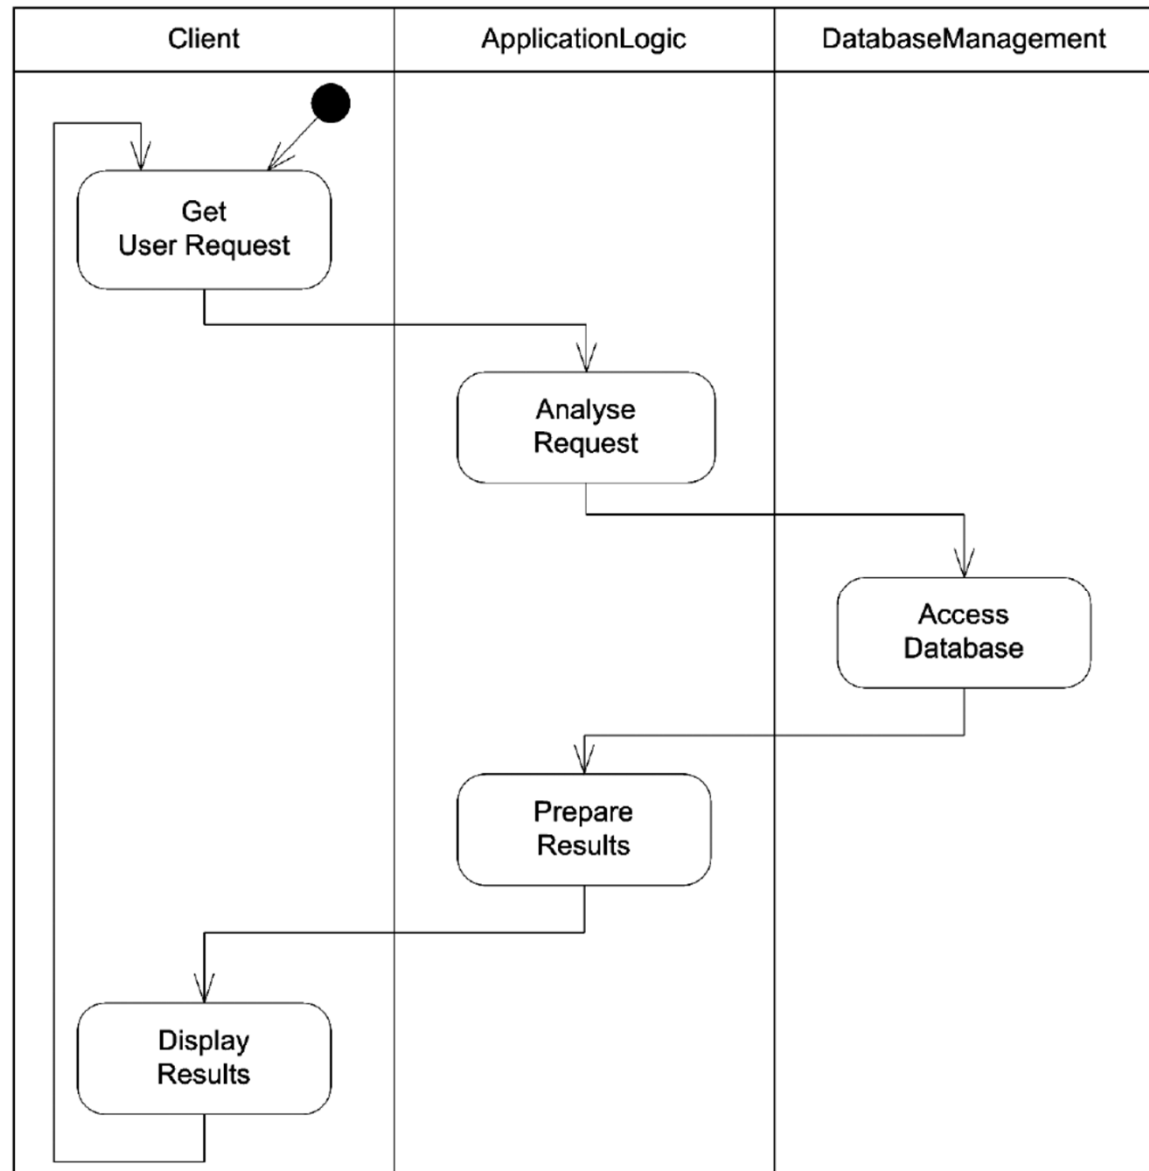 Client
ApplicationLogic
DatabaseManagement
Get
User Request
Analyse
Request
Access
Database
Prepare
Results
Display
Results